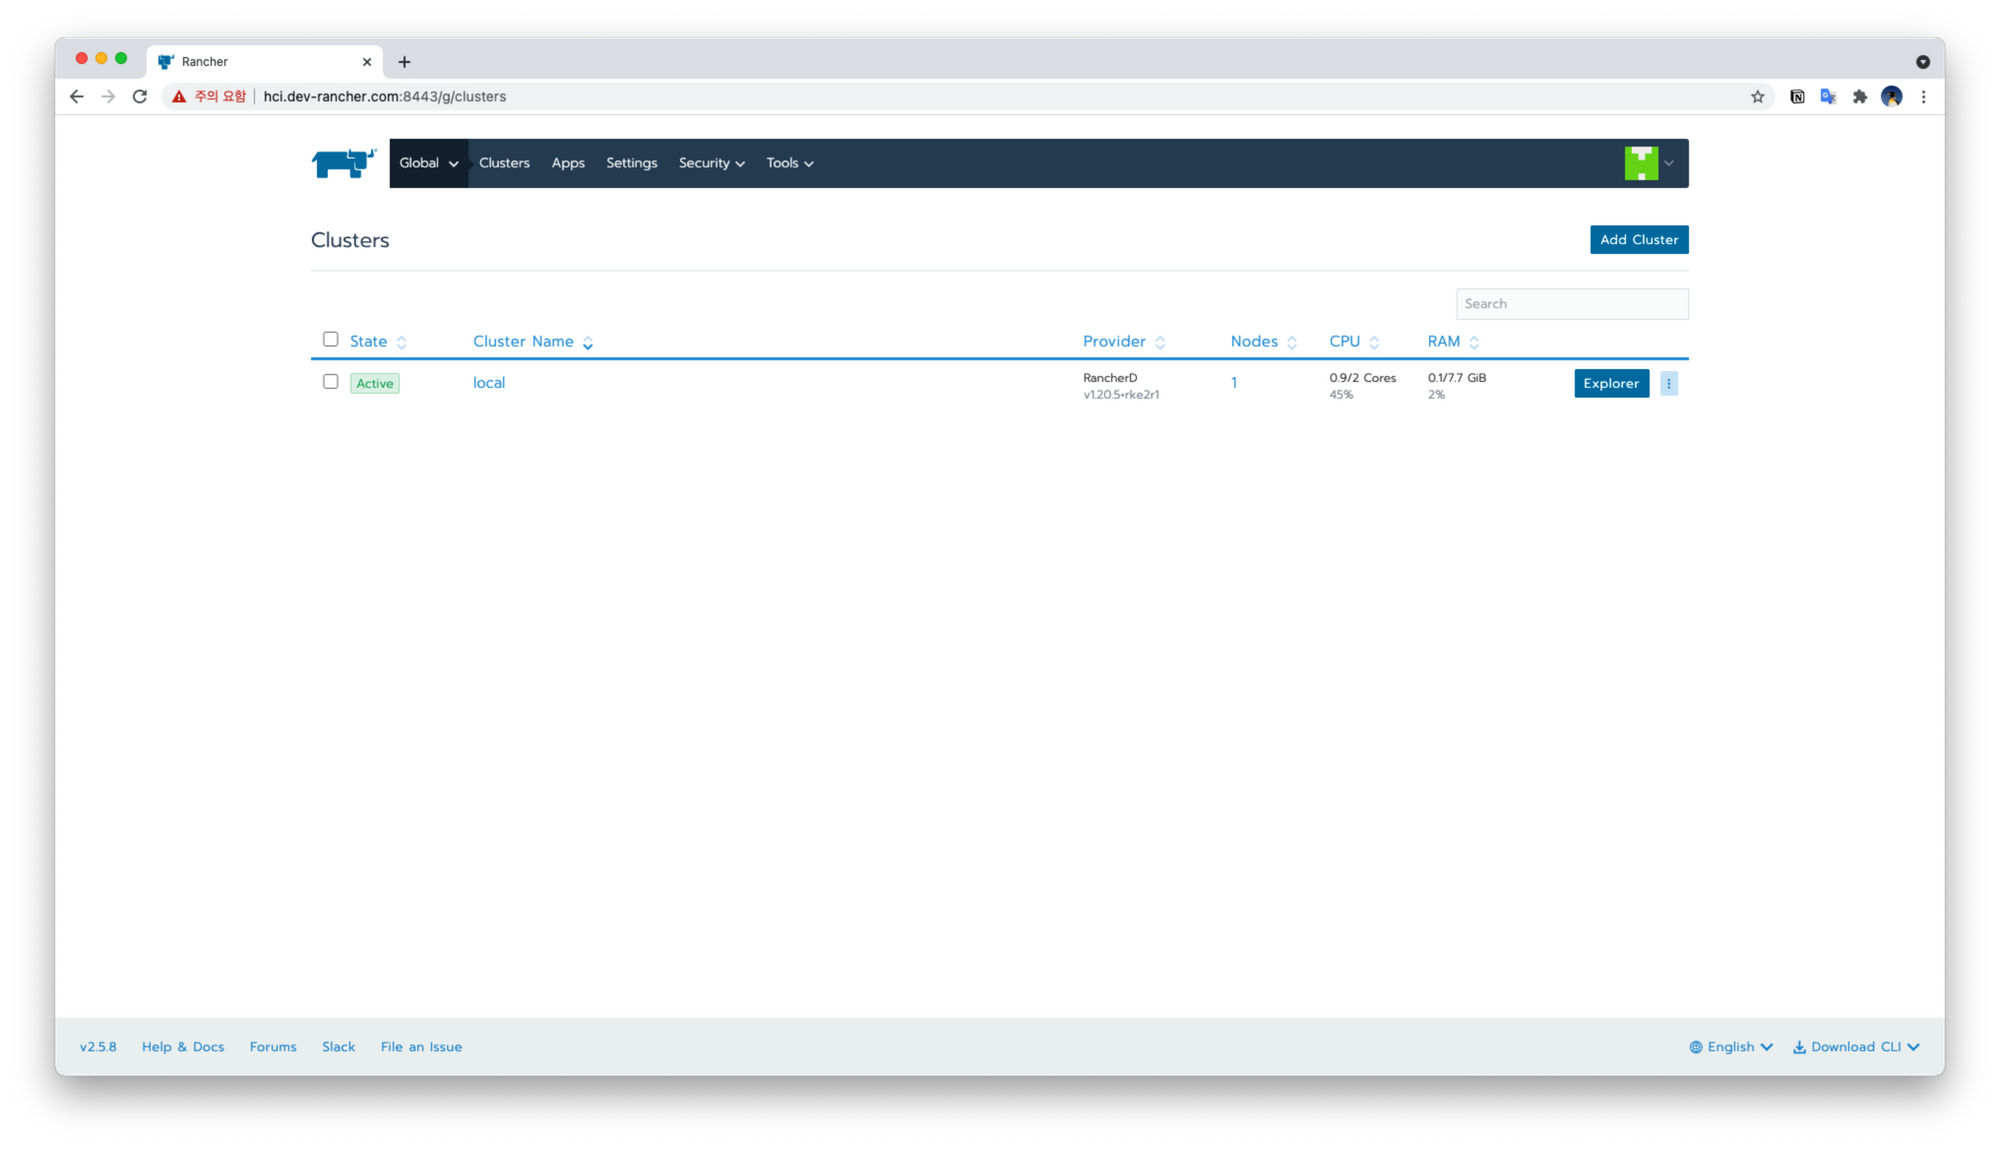 Rancher
주의 요함 hci.dev-rancher.com:8443/g/clusters
Global Clusters Apps Settings Security Tools
Clusters
Add Cluster
Search
State Cluster Name Provider Nodes CPU RAM
Active local RancherD 1 0.9/2 Cores 0.1/7.7 GiB Explorer
v1.20.5+rke2r1 45% 2%
v2.5.8 Help & Docs Forums Slack File an Issue English Download CLI